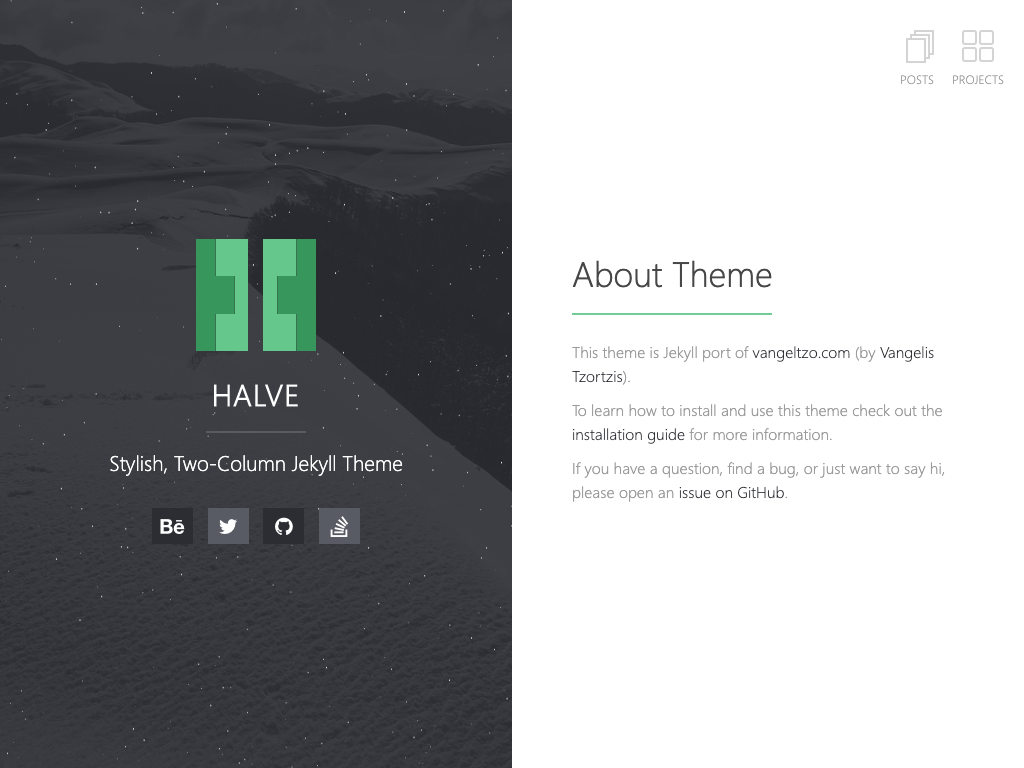 HALVE
Stylish, Two-Column Jekyll Theme
Bē
POSTS
PROJECTS
About Theme
This theme is Jekyll port of vangeltzo.com (by Vangelis
Tzortzis).
To learn how to install and use this theme check out the
installation guide for more information.
If you have a question, find a bug, or just want to say hi,
please open an issue on GitHub.